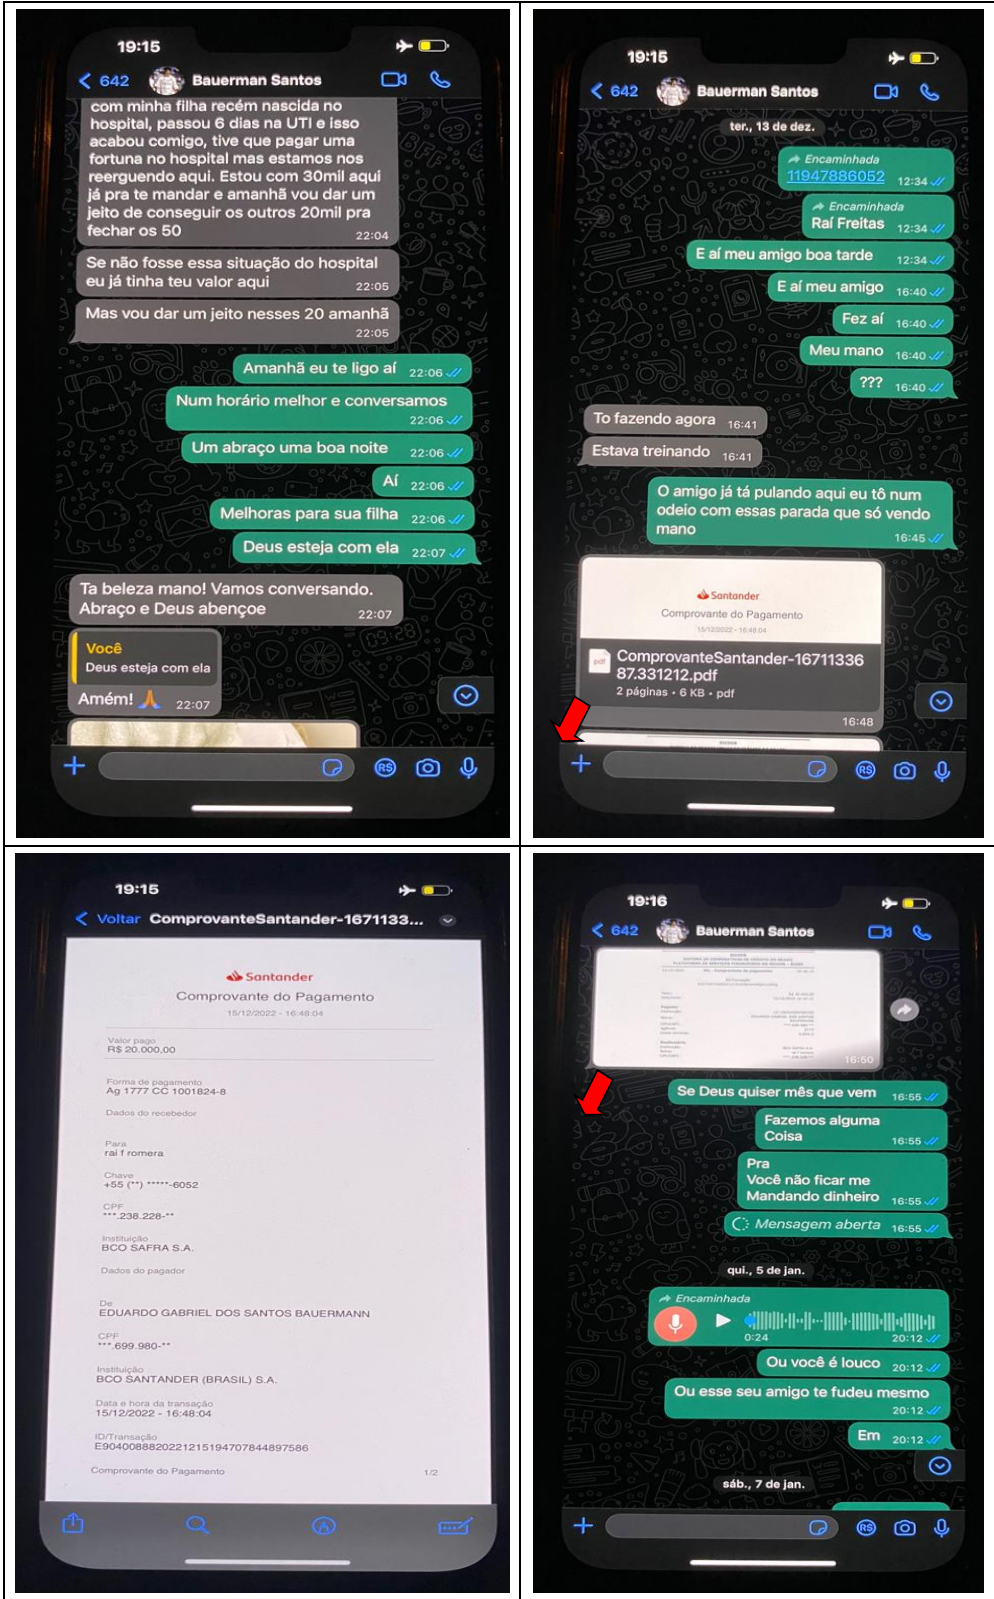 19:15
642
Bauerman Santos
com minha filha recém nascida no
hospital, passou 6 dias na UTI e isso
acabou comigo, tive que pagar uma
fortuna no hospital mas estamos nos
reerguendo aqui. Estou com 30mil aqui
já pra te mandar e amanhã vou dar um
jeito de conseguir os outros 20mil pra
fechar os 50
22:04
Se não fosse essa situação do hospital
eu já tinha teu valor aqui
22:05
Mas vou dar um jeito nesses 20 amanhã
22:05
Amanhã eu te ligo aí 22:06
Num horário melhor e conversamos
22:06
Um abraço uma boa noite 22:06
Aí 22:06
Melhoras para sua filha 22:06
Deus esteja com ela 22:07
Ta beleza mano! Vamos conversando.
Abraço e Deus abençoe 22:07
Você
Deus esteja com ela
Amém! 🙏 22:07
R$
19:15
642
Bauerman Santos
ter., 13 de dez.
Encaminhada
11947886052 12:34
Encaminhada
Raí Freitas 12:34
E aí meu amigo boa tarde 12:34
E aí meu amigo 16:40
Fez aí 16:40
Meu mano 16:40
??? 16:40
To fazendo agora 16:41
Estava treinando 16:41
O amigo já tá pulando aqui eu tô num
odeio com essas parada que só vendo
mano
16:45
Santander
Comprovante do Pagamento
15/12/2022 - 16:48:04
pdf
ComprovanteSantander-16711336
87.331212.pdf
2 páginas • 6 KB • pdf
16:48
R$
19:15
Voltar ComprovanteSantander-1671133...
Santander
Comprovante do Pagamento
15/12/2022 - 16:48:04
Valor pago
R$ 20.000,00
Forma de pagamento
Ag 1777 CC 1001824-8
Dados do recebedor
Para
rai f romera
Chave
+55 (**) *****-6052
CPF
***.238.228-**
Instituição
BCO SAFRA S.A.
Dados do pagador
De
EDUARDO GABRIEL DOS SANTOS BAUERMANN
CPF
***.699.980-**
Instituição
BCO SANTANDER (BRASIL) S.A.
Data e hora da transação
15/12/2022 - 16:48:04
ID/Transação
E9040088820221215194707844897586
Comprovante do Pagamento 1/2
19:16
642
Bauerman Santos
16:50
Se Deus quiser mês que vem 16:55
Fazemos alguma
Coisa 16:55
Pra
Você não ficar me
Mandando dinheiro 16:55
Mensagem aberta 16:55
qui., 5 de jan.
Encaminhada
0:24 20:12
Ou você é louco 20:12
Ou esse seu amigo te fudeu mesmo
20:12
Em 20:12
sáb., 7 de jan.
R$